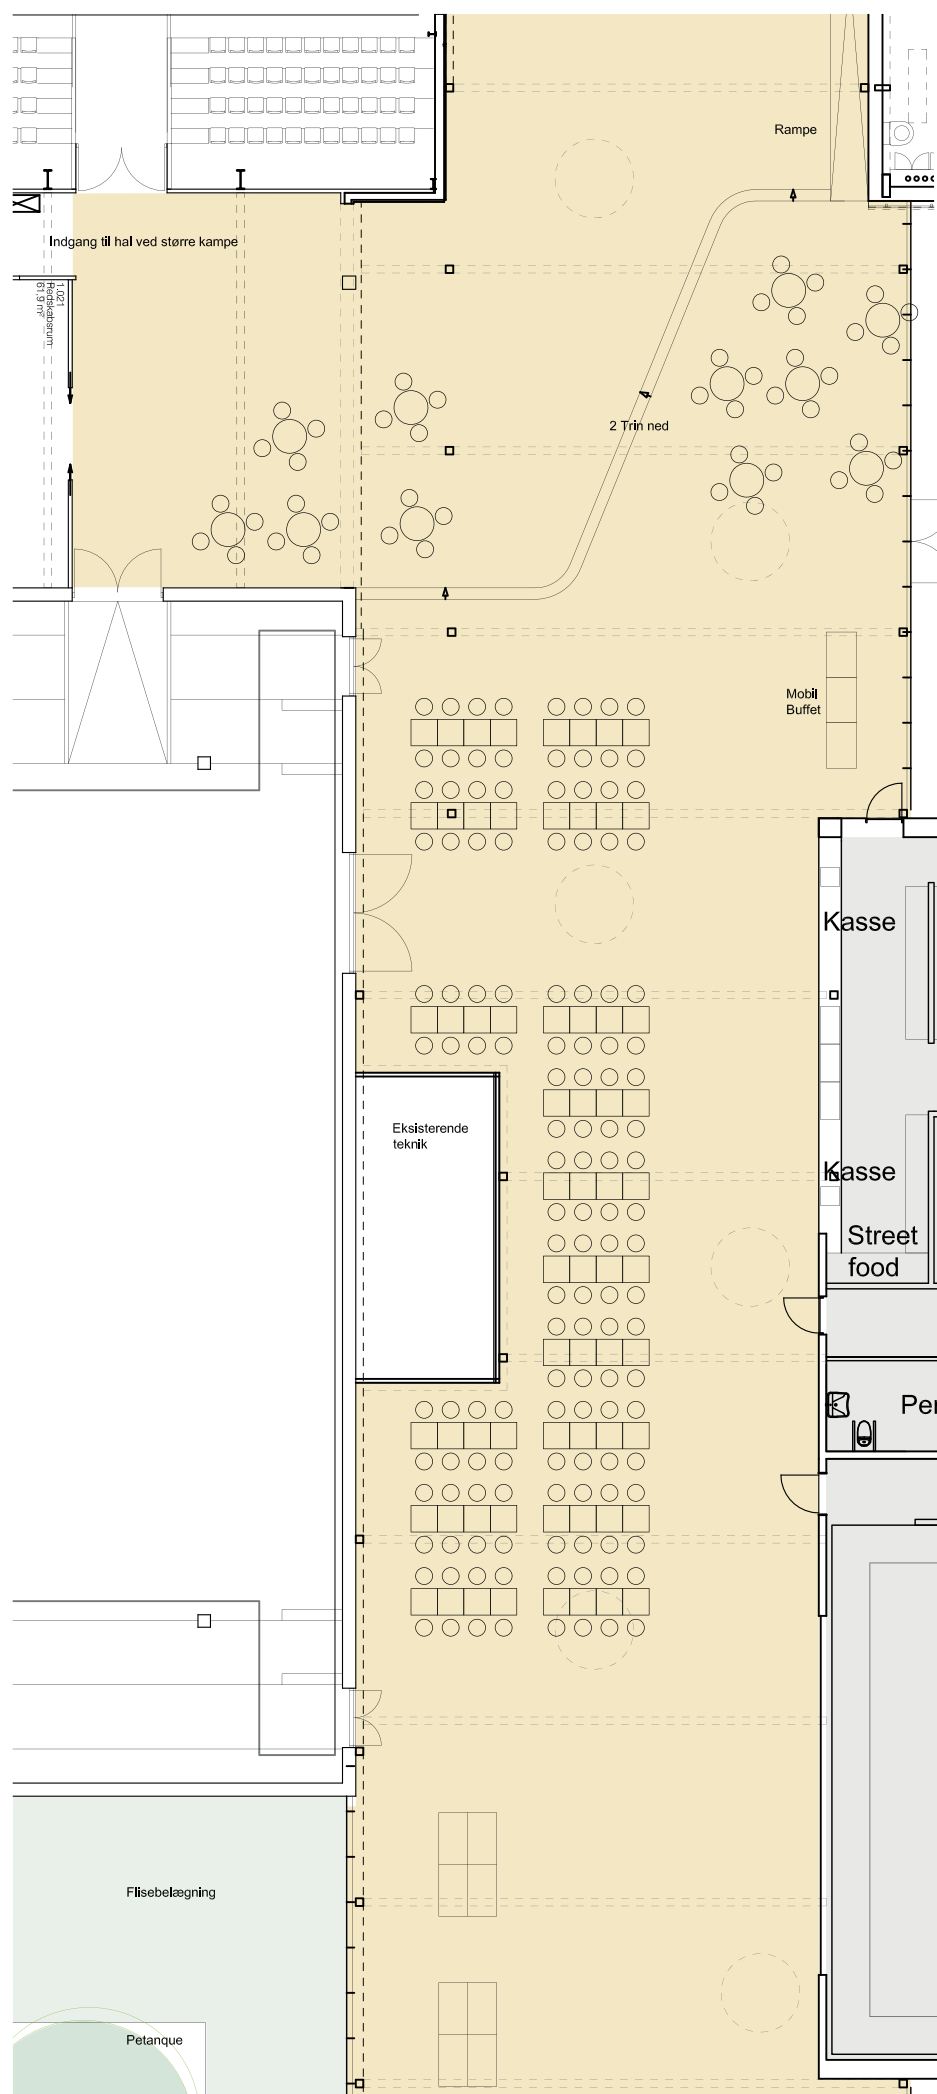 Rampe
Indgang til hal ved større kampe
1.021
Redskabsrum
61,9 m²
2 Trin ned
Mobil
Buffet
Kasse
Eksisterende
teknik
Kasse
Street
food
Per
Flisebelægning
Petanque